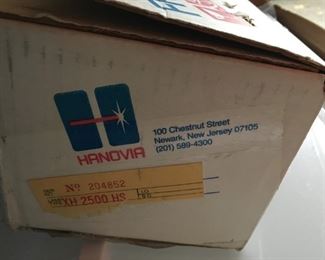 HANOVIA
100 Chestnut Street
Newark, New Jersey 07105
(201) 589-4300
Nº 204852
XH 2500 HS